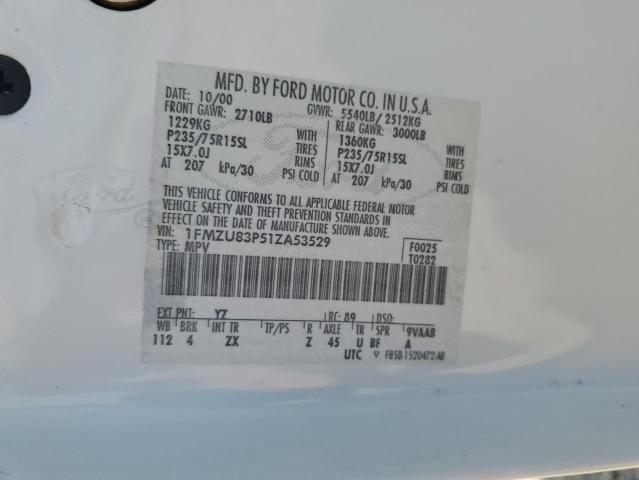 MFD. BY FORD MOTOR CO. IN U.S.A.
DATE: 10/00 GVWR: 5540LB/ 2512KG
FRONT GAWR: 2710LB REAR GAWR: 3000LB
1229KG WITH 1360KG WITH
P235/75R15SL TIRES P235/75R15SL TIRES
15X7.0J RIMS 15X7.0J RIMS
AT 207 kPa/30 PSI COLD AT 207 kPa/30 PSI COLD
THIS VEHICLE CONFORMS TO ALL APPLICABLE FEDERAL MOTOR
VEHICLE SAFETY AND THEFT PREVENTION STANDARDS IN
EFFECT ON THE DATE OF MANUFACTURE SHOWN ABOVE.
VIN: 1FMZU83P51ZA53529 F0025
TYPE: MPV T0282
EXT PNT: YZ RC: 89 DSO:
WB BRK INT TR TP/PS R AXLE TR SPR 9VAAB
112 4 ZX Z 45 U BF A
UTC F85B-1520472-AB
Ford